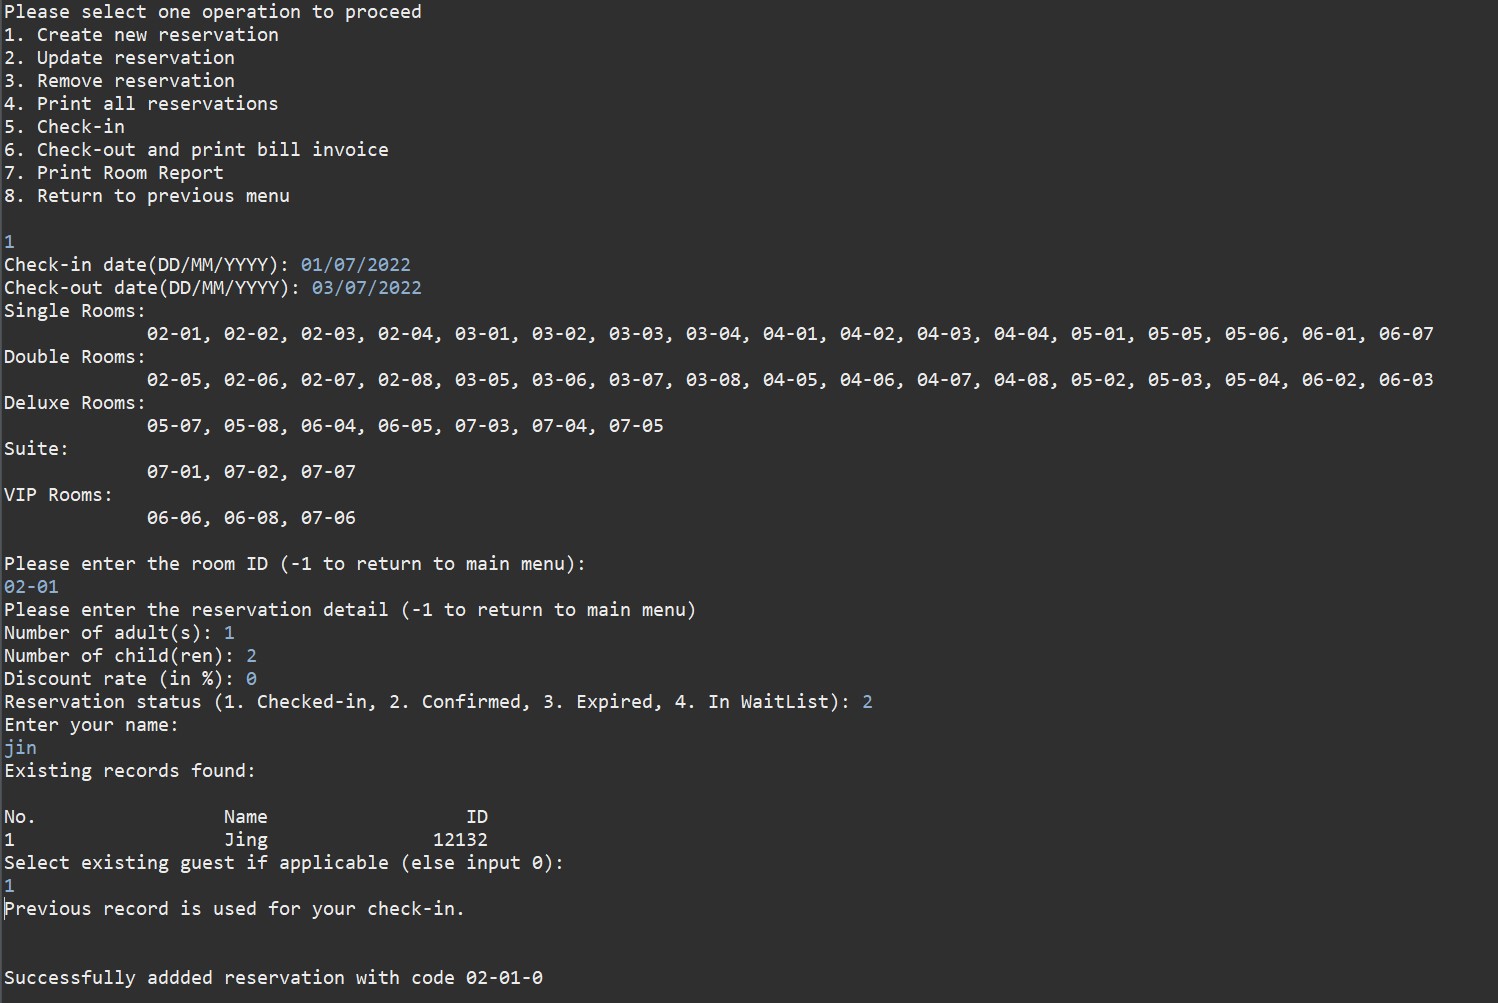 Please select one operation to proceed
1. Create new reservation
2. Update reservation
3. Remove reservation
4. Print all reservations
5. Check-in
6. Check-out and print bill invoice
7. Print Room Report
8. Return to previous menu
1
Check-in date(DD/MM/YYYY): 01/07/2022
Check-out date(DD/MM/YYYY): 03/07/2022
Single Rooms:
02-01, 02-02, 02-03, 02-04, 03-01, 03-02, 03-03, 03-04, 04-01, 04-02, 04-03, 04-04, 05-01, 05-05, 05-06, 06-01, 06-07
Double Rooms:
02-05, 02-06, 02-07, 02-08, 03-05, 03-06, 03-07, 03-08, 04-05, 04-06, 04-07, 04-08, 05-02, 05-03, 05-04, 06-02, 06-03
Deluxe Rooms:
05-07, 05-08, 06-04, 06-05, 07-03, 07-04, 07-05
Suite:
07-01, 07-02, 07-07
VIP Rooms:
06-06, 06-08, 07-06
Please enter the room ID (-1 to return to main menu):
02-01
Please enter the reservation detail (-1 to return to main menu)
Number of adult(s): 1
Number of child(ren): 2
Discount rate (in %): 0
Reservation status (1. Checked-in, 2. Confirmed, 3. Expired, 4. In WaitList): 2
Enter your name:
jin
Existing records found:
No. Name ID
1 Jing 12132
Select existing guest if applicable (else input 0):
1
Previous record is used for your check-in.
Successfully addded reservation with code 02-01-0